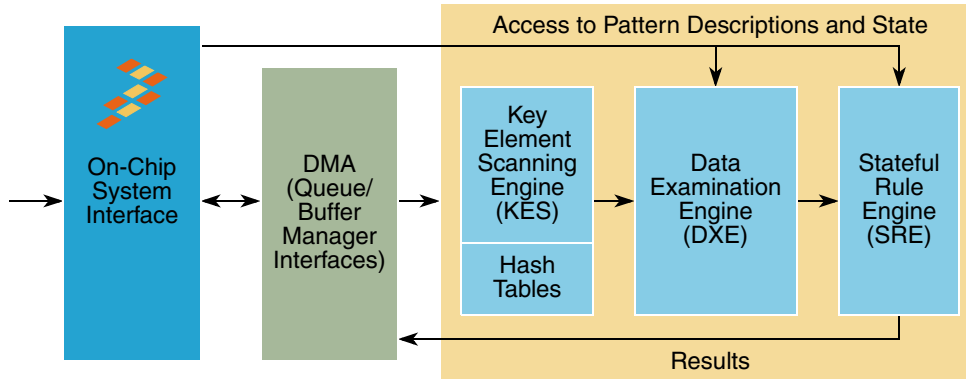 Access to Pattern Descriptions and State
On-Chip
System
Interface
DMA
(Queue/
Buffer
Manager
Interfaces)
Key
Element
Scanning
Engine
(KES)
Hash
Tables
Data
Examination
Engine
(DXE)
Stateful
Rule
Engine
(SRE)
Results